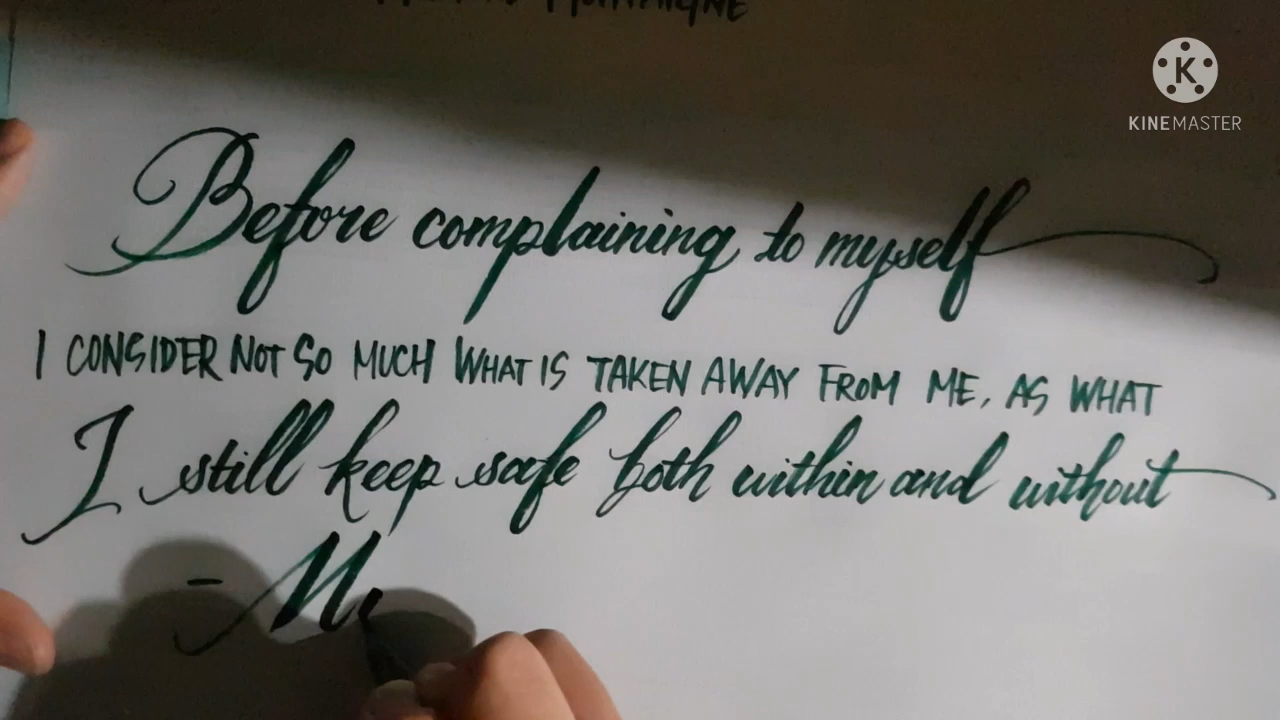 MONTAIGNE
K
KINEMASTER
Before complaining to myself
I CONSIDER NOT SO MUCH WHAT IS TAKEN AWAY FROM ME, AS WHAT
I still keep safe both within and without
- M